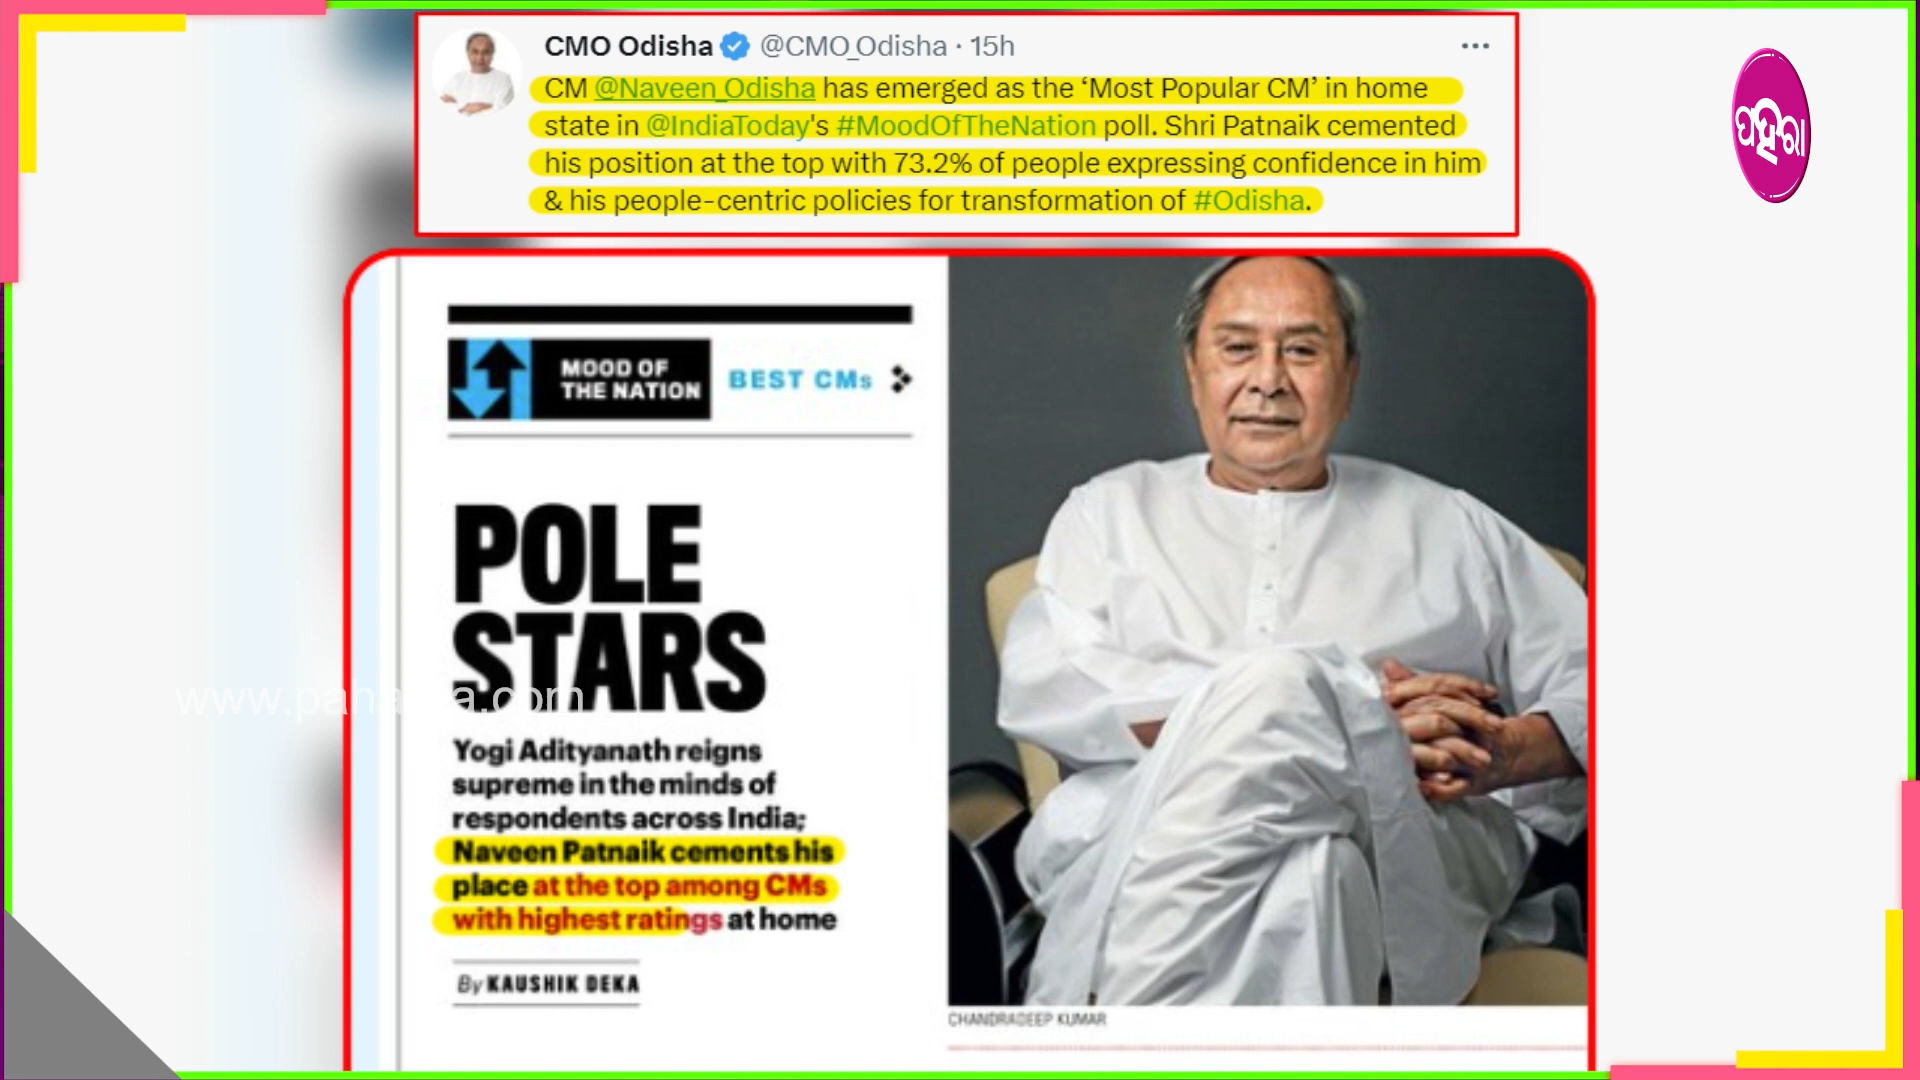 CMO Odisha @CMO_Odisha · 15h
CM @Naveen_Odisha has emerged as the ‘Most Popular CM’ in home
state in @IndiaToday's #MoodOfTheNation poll. Shri Patnaik cemented
his position at the top with 73.2% of people expressing confidence in him
& his people-centric policies for transformation of #Odisha.
ପହରା
MOOD OF
THE NATION
BEST CMs
POLE
STARS
Yogi Adityanath reigns
supreme in the minds of
respondents across India;
Naveen Patnaik cements his
place at the top among CMs
with highest ratings at home
By KAUSHIK DEKA
CHANDRADEEP KUMAR